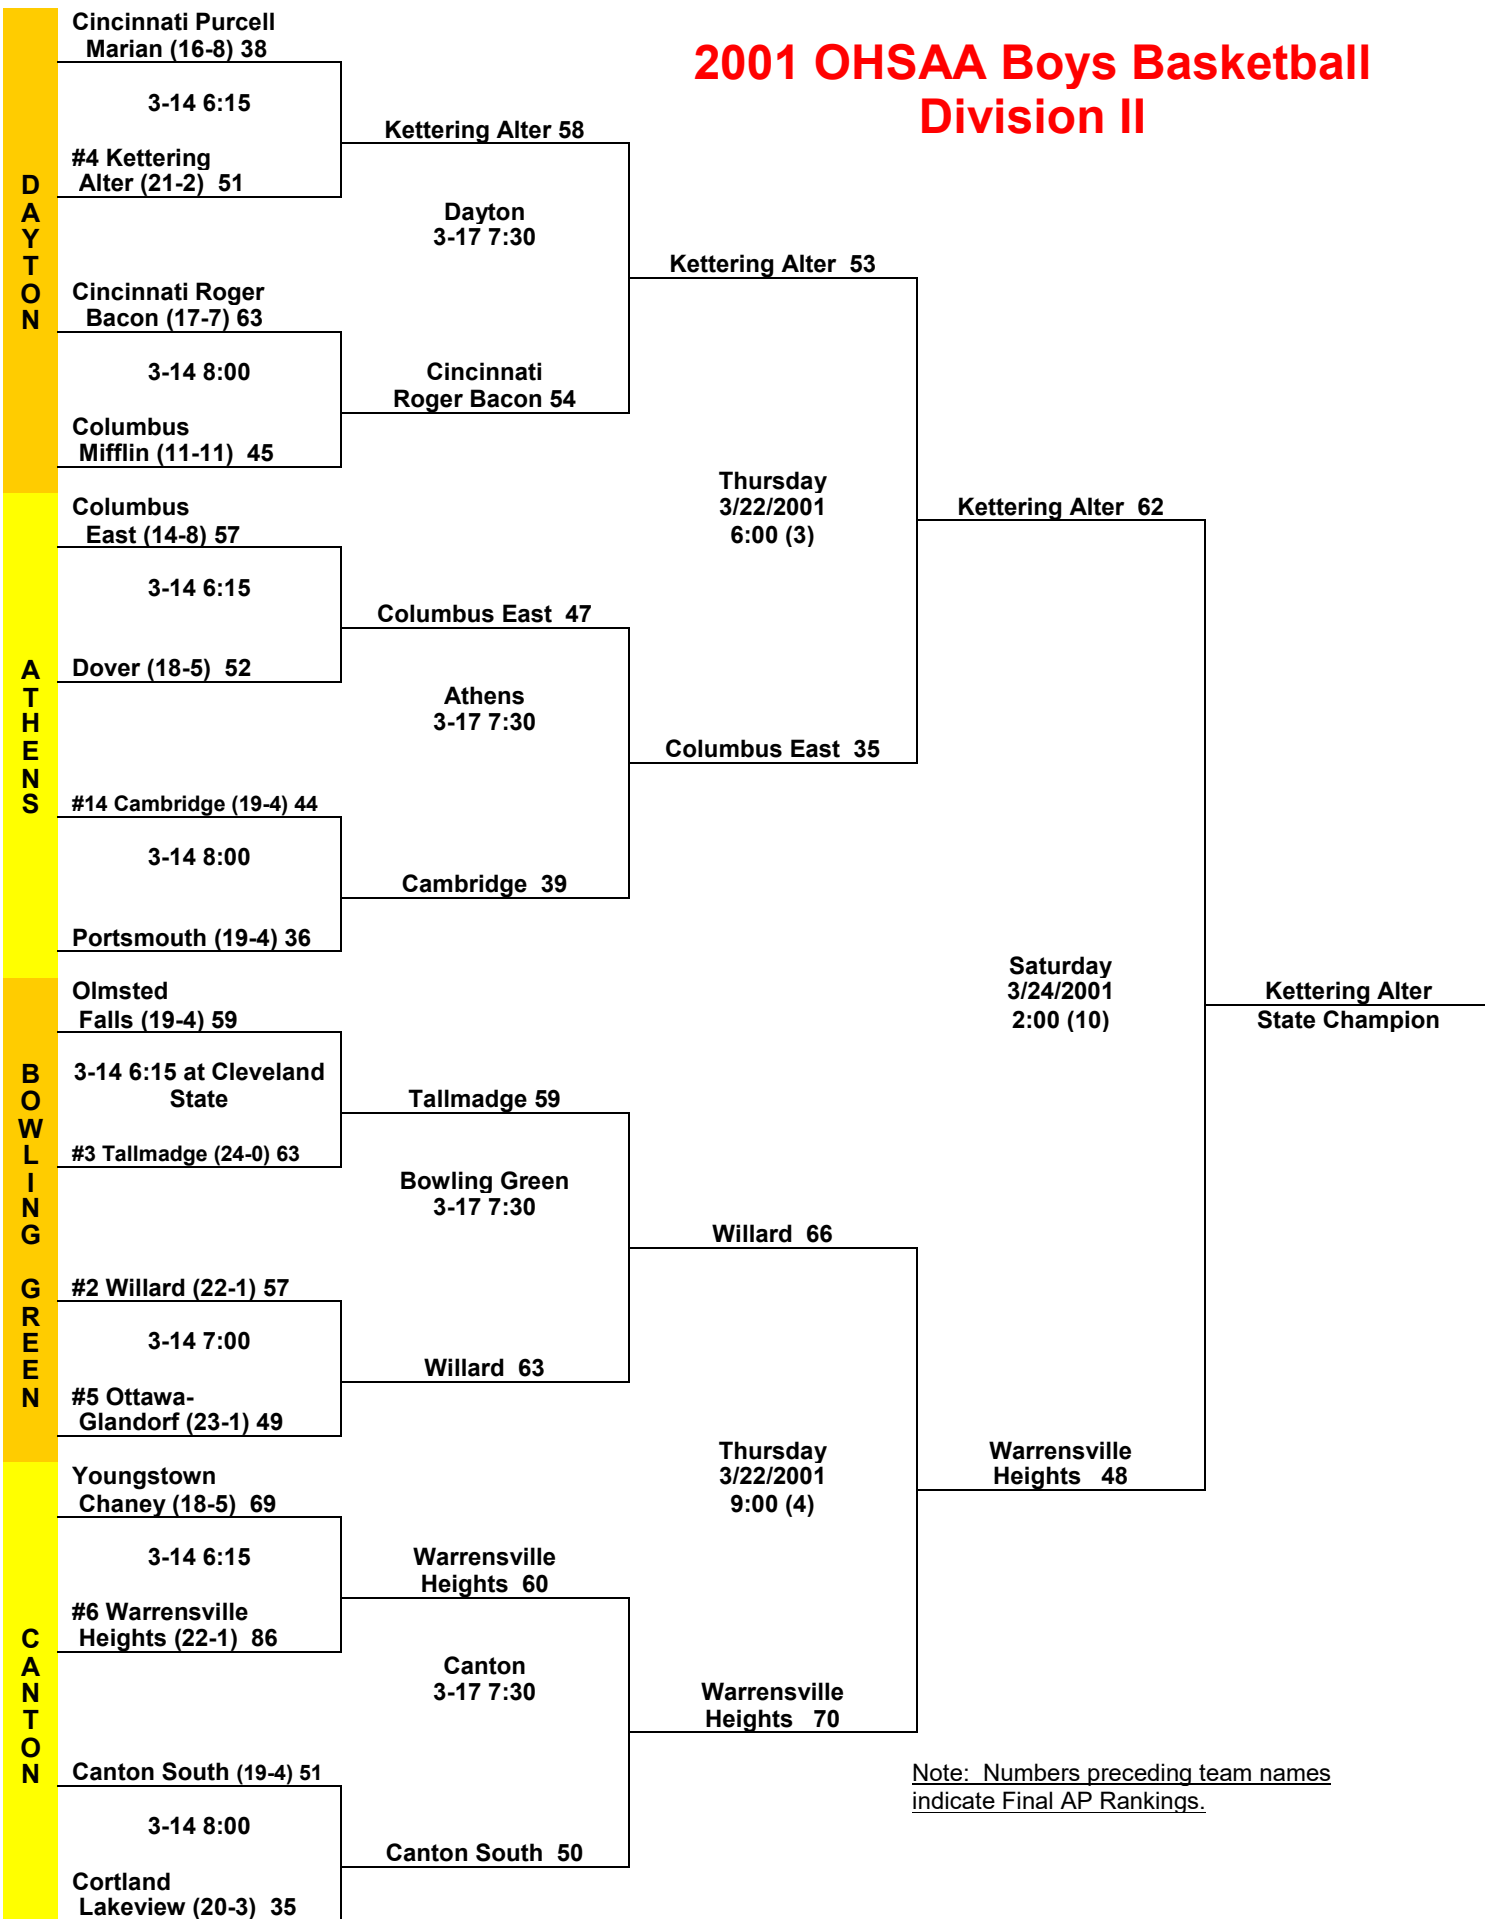 2001 OHSAA Boys Basketball
Division II
DAYTON
Cincinnati Purcell
Marian (16-8) 38
3-14 6:15
#4 Kettering
Alter (21-2) 51
Kettering Alter 58
Dayton
3-17 7:30
Cincinnati Roger
Bacon (17-7) 63
3-14 8:00
Columbus
Mifflin (11-11) 45
Cincinnati
Roger Bacon 54
Kettering Alter 53
Thursday
3/22/2001
6:00 (3)
ATHENS
Columbus
East (14-8) 57
3-14 6:15
Dover (18-5) 52
Columbus East 47
Athens
3-17 7:30
#14 Cambridge (19-4) 44
3-14 8:00
Portsmouth (19-4) 36
Cambridge 39
Columbus East 35
Kettering Alter 62
Saturday
3/24/2001
2:00 (10)
Kettering Alter
State Champion
BOWLING GREEN
Olmsted
Falls (19-4) 59
3-14 6:15 at Cleveland
State
#3 Tallmadge (24-0) 63
Tallmadge 59
Bowling Green
3-17 7:30
#2 Willard (22-1) 57
3-14 7:00
#5 Ottawa-
Glandorf (23-1) 49
Willard 63
Willard 66
Thursday
3/22/2001
9:00 (4)
Warrensville
Heights 48
CANTON
Youngstown
Chaney (18-5) 69
3-14 6:15
#6 Warrensville
Heights (22-1) 86
Warrensville
Heights 60
Canton
3-17 7:30
Canton South (19-4) 51
3-14 8:00
Cortland
Lakeview (20-3) 35
Canton South 50
Warrensville
Heights 70
Note: Numbers preceding team names
indicate Final AP Rankings.